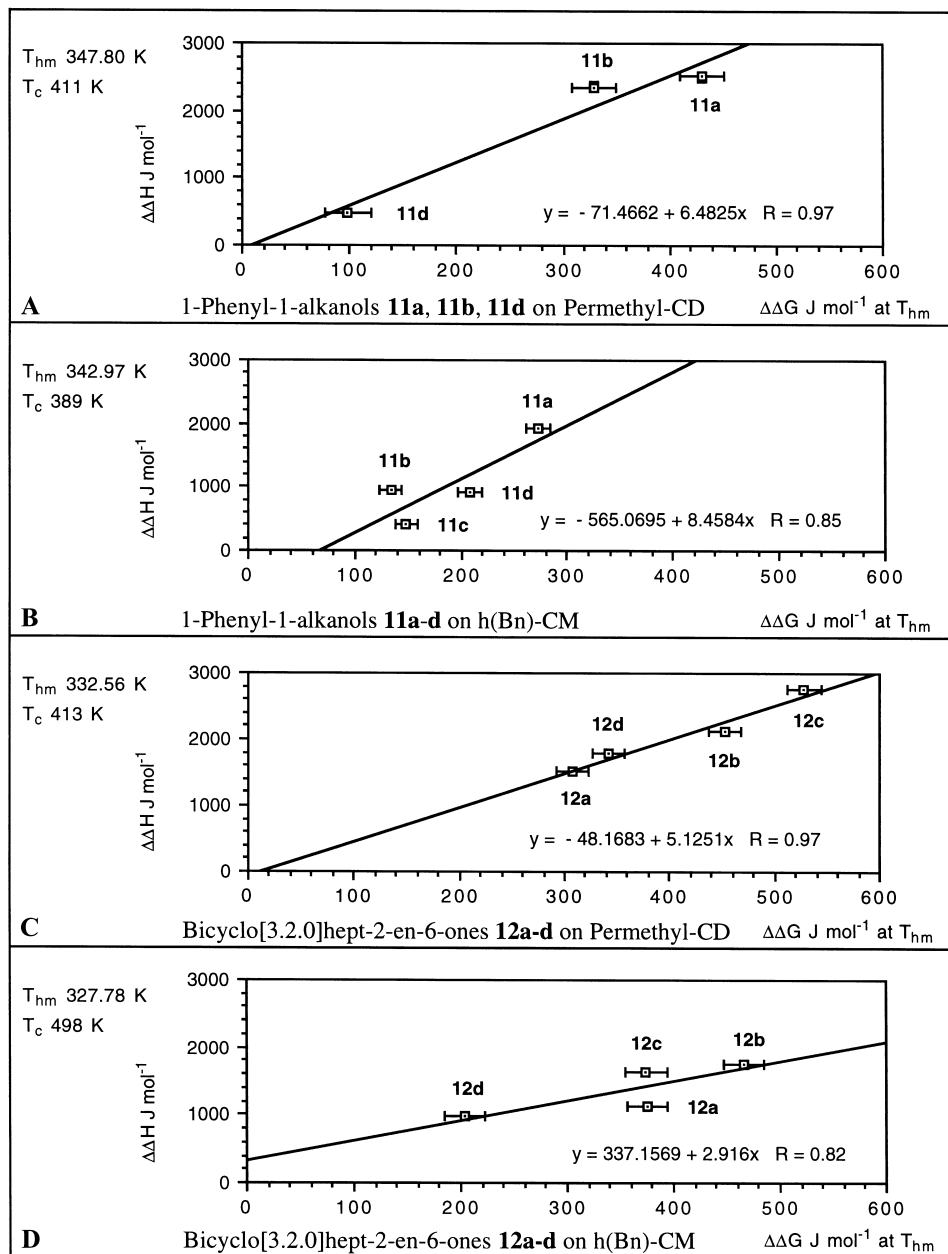 T_hm 347.80 K
T_c 411 K
ΔΔH J mol⁻¹
3000
2000
1000
0
11b
11a
11d
y = - 71.4662 + 6.4825x R = 0.97
0 100 200 300 400 500 600
A 1-Phenyl-1-alkanols 11a, 11b, 11d on Permethyl-CD ΔΔG J mol⁻¹ at T_hm
T_hm 342.97 K
T_c 389 K
ΔΔH J mol⁻¹
3000
2000
1000
0
11a
11b
11d
11c
y = - 565.0695 + 8.4584x R = 0.85
0 100 200 300 400 500 600
B 1-Phenyl-1-alkanols 11a-d on h(Bn)-CM ΔΔG J mol⁻¹ at T_hm
T_hm 332.56 K
T_c 413 K
ΔΔH J mol⁻¹
3000
2000
1000
0
12d
12c
12b
12a
y = - 48.1683 + 5.1251x R = 0.97
0 100 200 300 400 500 600
C Bicyclo[3.2.0]hept-2-en-6-ones 12a-d on Permethyl-CD ΔΔG J mol⁻¹ at T_hm
T_hm 327.78 K
T_c 498 K
ΔΔH J mol⁻¹
3000
2000
1000
0
12c
12b
12d
12a
y = 337.1569 + 2.916x R = 0.82
0 100 200 300 400 500 600
D Bicyclo[3.2.0]hept-2-en-6-ones 12a-d on h(Bn)-CM ΔΔG J mol⁻¹ at T_hm